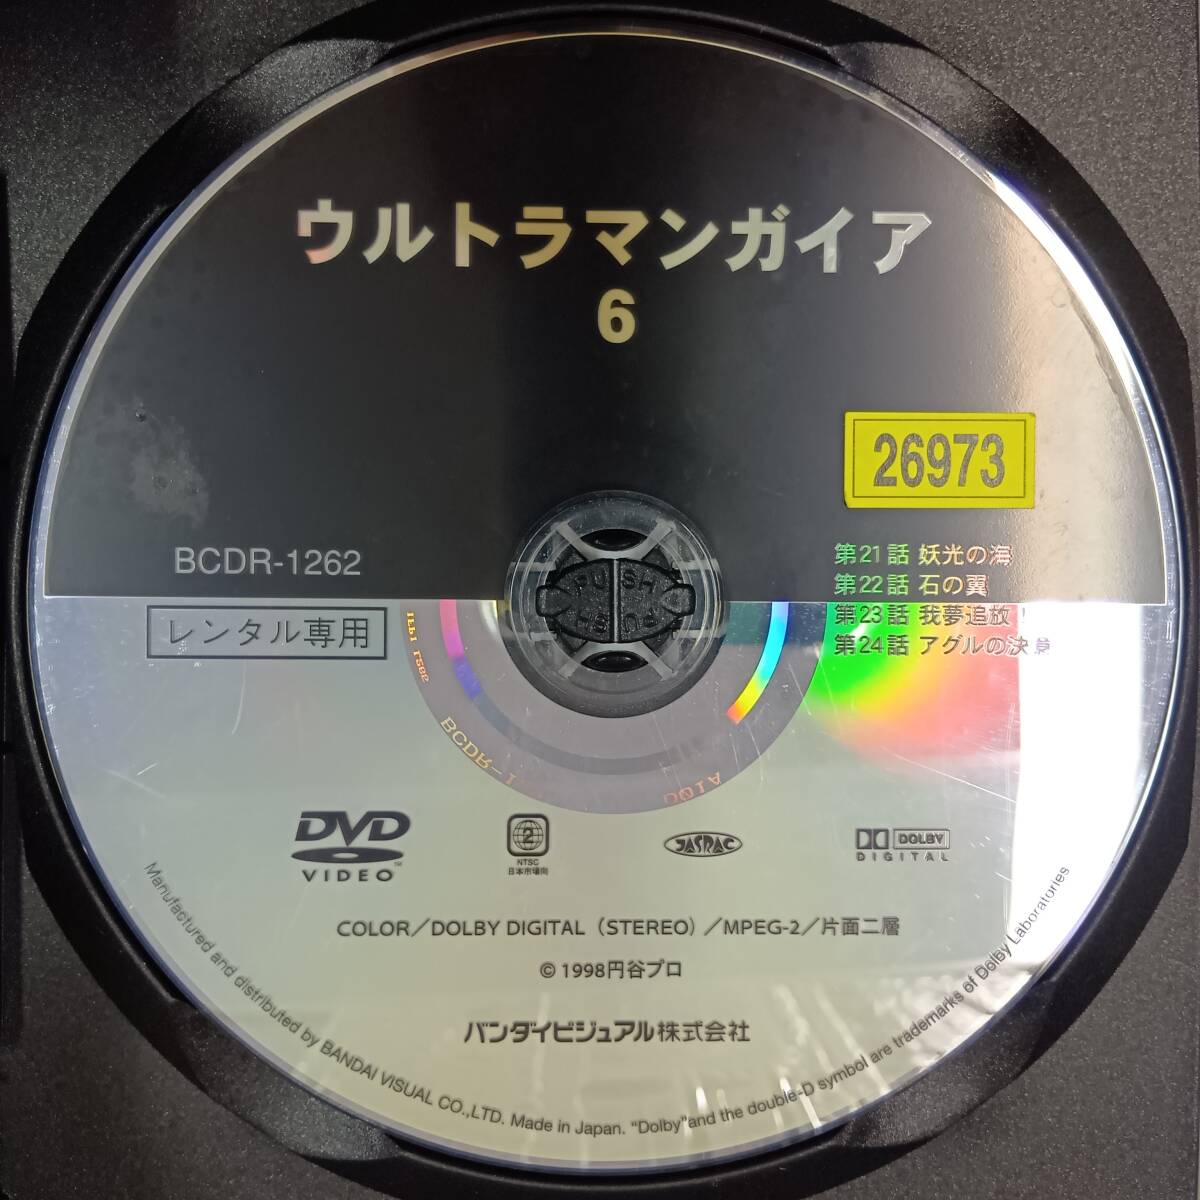 ウルトラマンガイア
6
26973
BCDR-1262
第21話 妖光の海
第22話 石の翼
第23話 我夢追放!
第24話 アグルの決意
レンタル専用
PUSH
PUSH
BCDR-1
DVD
VIDEO
TM
2
NTSC
日本市場向
JASRAC
DOLBY
DIGITAL
COLOR/DOLBY DIGITAL (STEREO)/MPEG-2/片面二層
© 1998円谷プロ
バンダイビジュアル株式会社
Manufactured and distributed by BANDAI VISUAL CO.,LTD. Made in Japan. "Dolby"and the double-D symbol are trademarks of Dolby Laboratories